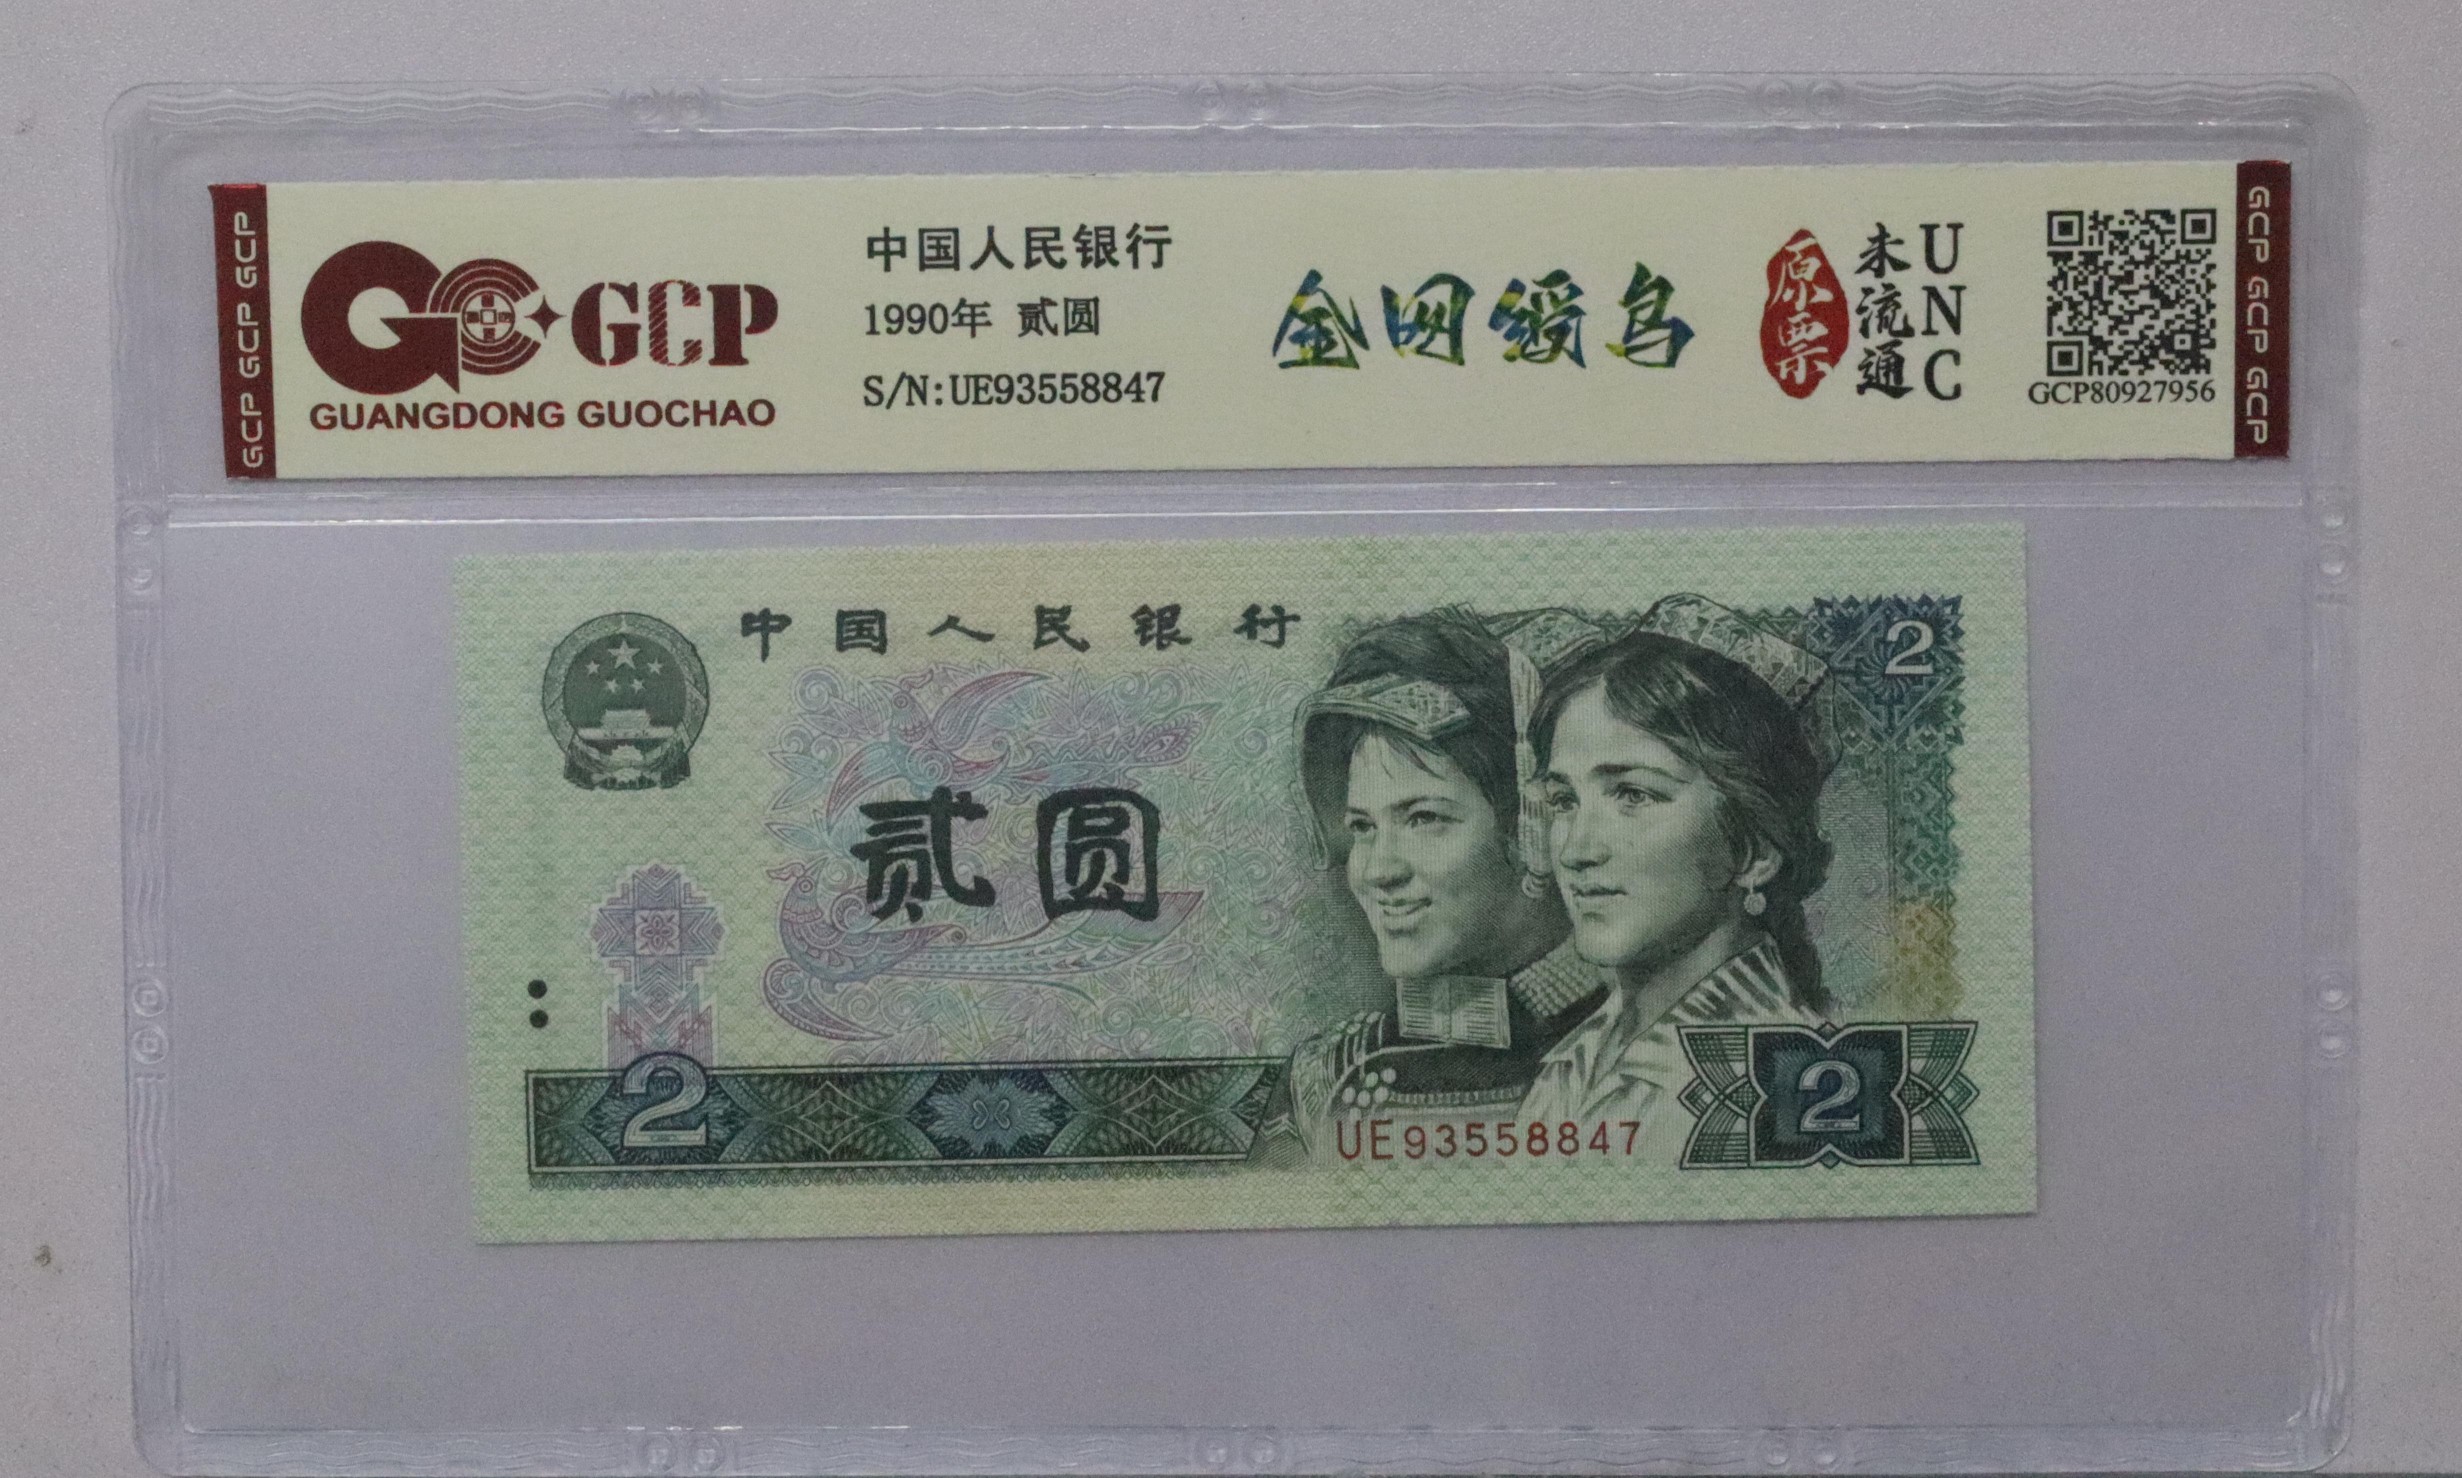 GCP GCP GCP
GCP
GUANGDONG GUOCHAO
中国人民银行
1990年 贰圆
S/N:UE93558847
金网绶鸟
原票
未流通
UNC
GCP80927956
GCP GCP GCP
中国人民银行
2
贰圆
2
UE93558847
2